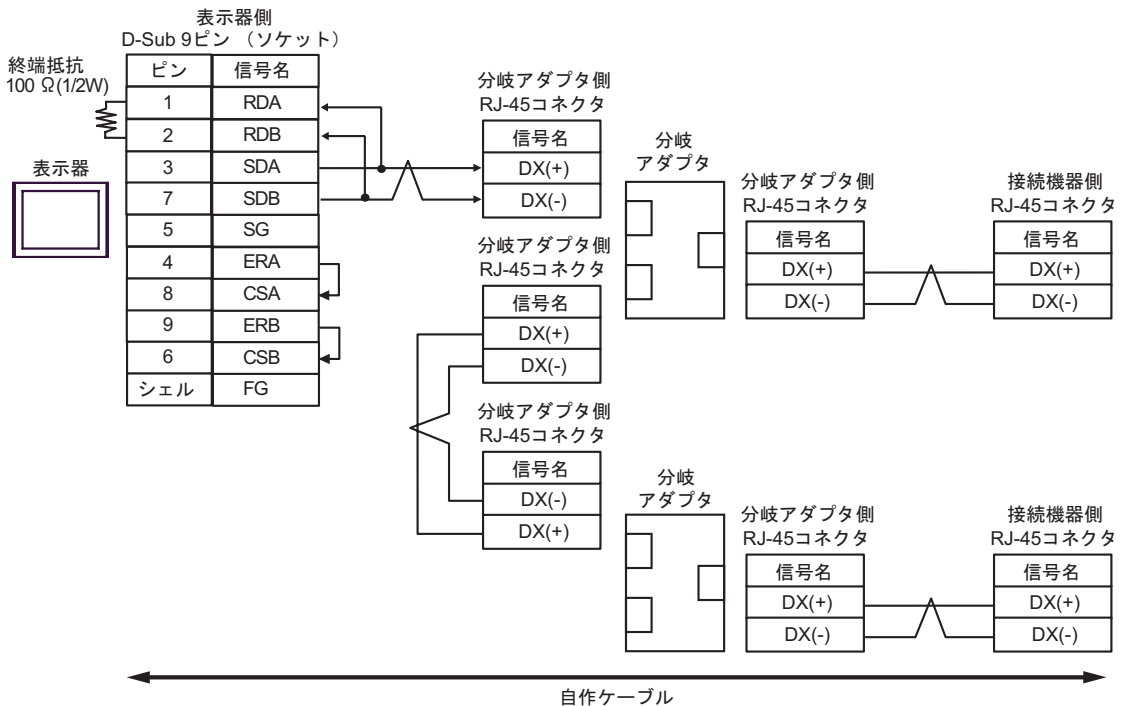 表示器側
D-Sub 9ピン （ソケット）
終端抵抗
100 Ω(1/2W)
ピン 信号名
1 RDA
2 RDB
3 SDA
7 SDB
5 SG
4 ERA
8 CSA
9 ERB
6 CSB
シェル FG
表示器
分岐アダプタ側
RJ-45コネクタ
信号名
DX(+)
DX(-)
分岐アダプタ側
RJ-45コネクタ
信号名
DX(+)
DX(-)
分岐アダプタ側
RJ-45コネクタ
信号名
DX(-)
DX(+)
分岐
アダプタ
分岐アダプタ側
RJ-45コネクタ
信号名
DX(+)
DX(-)
接続機器側
RJ-45コネクタ
信号名
DX(+)
DX(-)
分岐
アダプタ
分岐アダプタ側
RJ-45コネクタ
信号名
DX(+)
DX(-)
接続機器側
RJ-45コネクタ
信号名
DX(+)
DX(-)
自作ケーブル